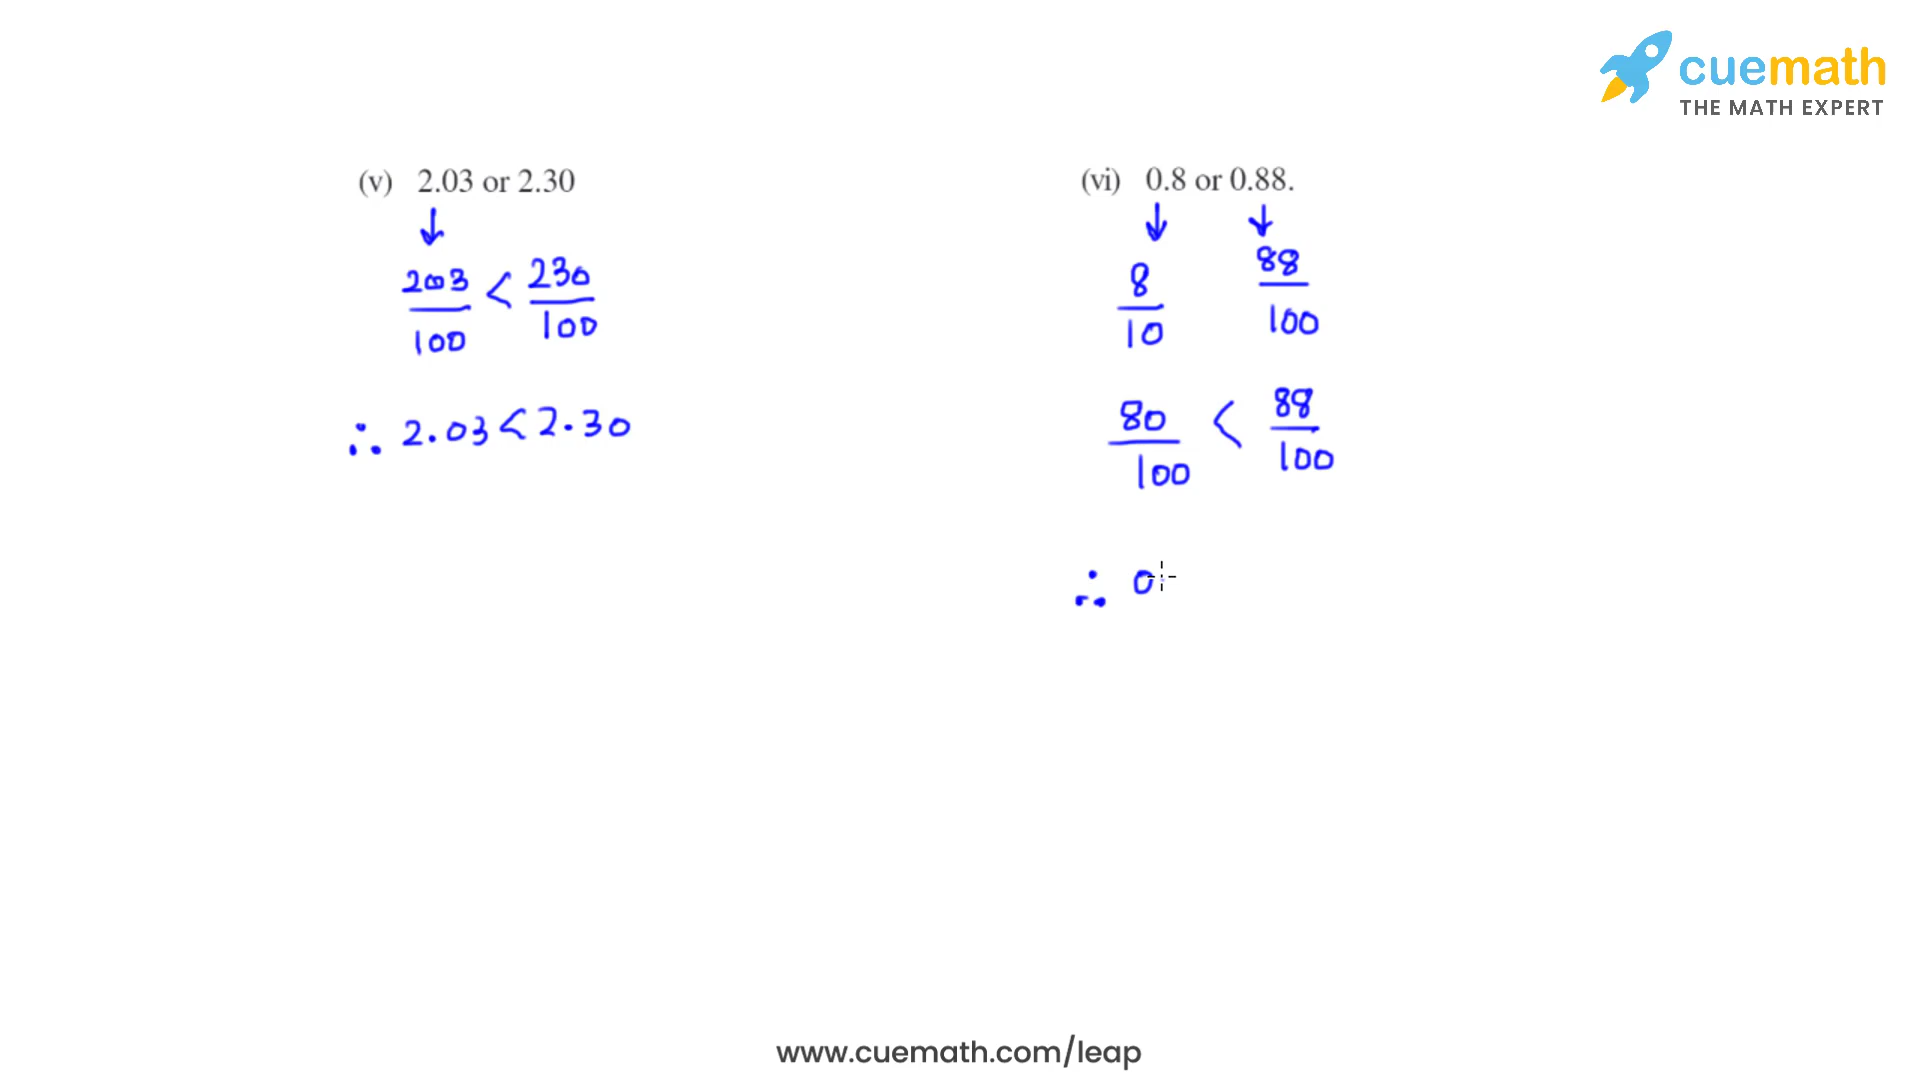 cuemath
THE MATH EXPERT
(v) 2.03 or 2.30
203/100 < 230/100
∴ 2.03 < 2.30
(vi) 0.8 or 0.88.
8/10 88/100
80/100 < 88/100
∴ 0
www.cuemath.com/leap